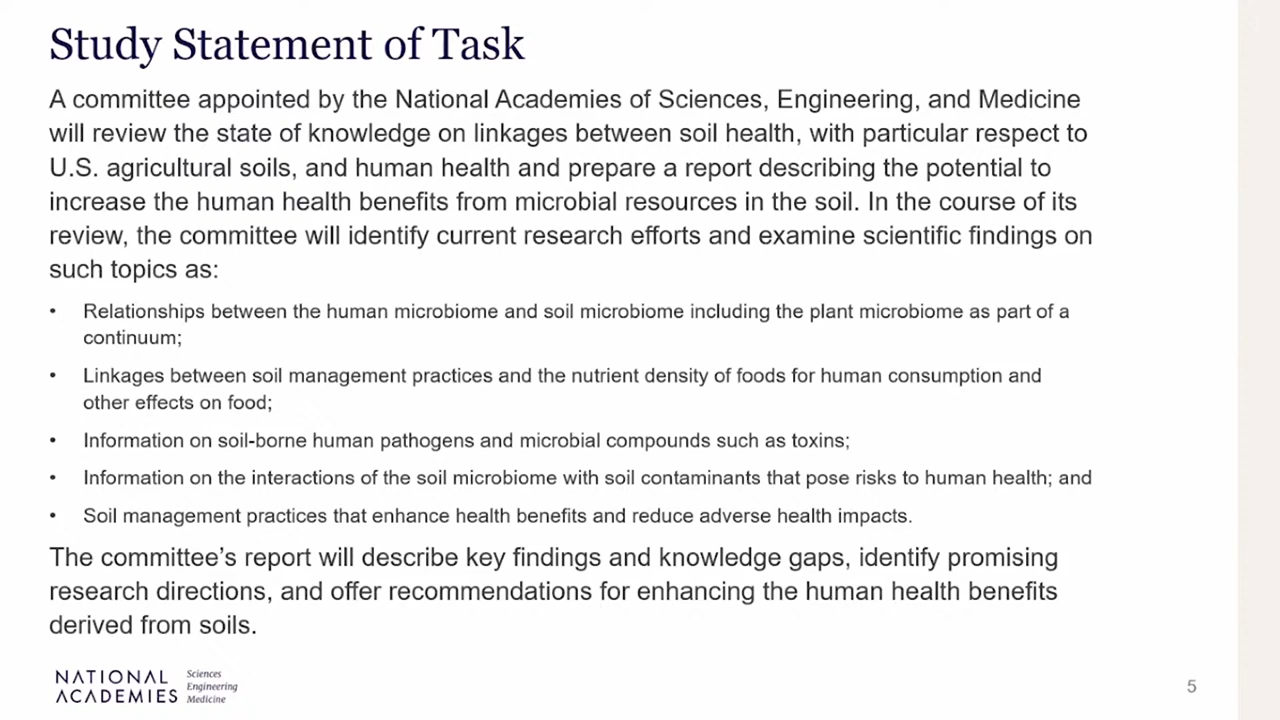 Study Statement of Task
A committee appointed by the National Academies of Sciences, Engineering, and Medicine
will review the state of knowledge on linkages between soil health, with particular respect to
U.S. agricultural soils, and human health and prepare a report describing the potential to
increase the human health benefits from microbial resources in the soil. In the course of its
review, the committee will identify current research efforts and examine scientific findings on
such topics as:
• Relationships between the human microbiome and soil microbiome including the plant microbiome as part of a
continuum;
• Linkages between soil management practices and the nutrient density of foods for human consumption and
other effects on food;
• Information on soil-borne human pathogens and microbial compounds such as toxins;
• Information on the interactions of the soil microbiome with soil contaminants that pose risks to human health; and
• Soil management practices that enhance health benefits and reduce adverse health impacts.
The committee’s report will describe key findings and knowledge gaps, identify promising
research directions, and offer recommendations for enhancing the human health benefits
derived from soils.
NATIONAL
ACADEMIES
Sciences
Engineering
Medicine
5